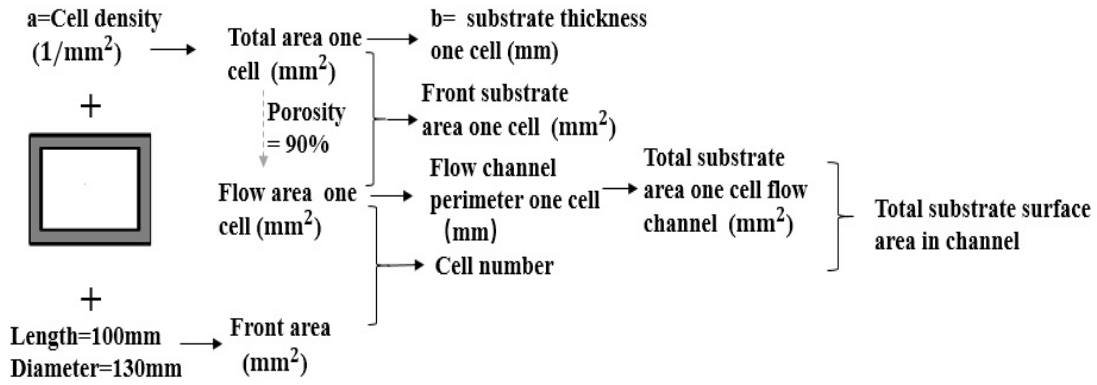 a=Cell density
(1/mm²)
+
+
Length=100mm
Diameter=130mm
Total area one
cell (mm²)
Porosity
= 90%
Flow area one
cell (mm²)
Front area
(mm²)
b= substrate thickness
one cell (mm)
Front substrate
area one cell (mm²)
Flow channel
perimeter one cell
(mm)
Cell number
Total substrate
area one cell flow
channel (mm²)
Total substrate surface
area in channel